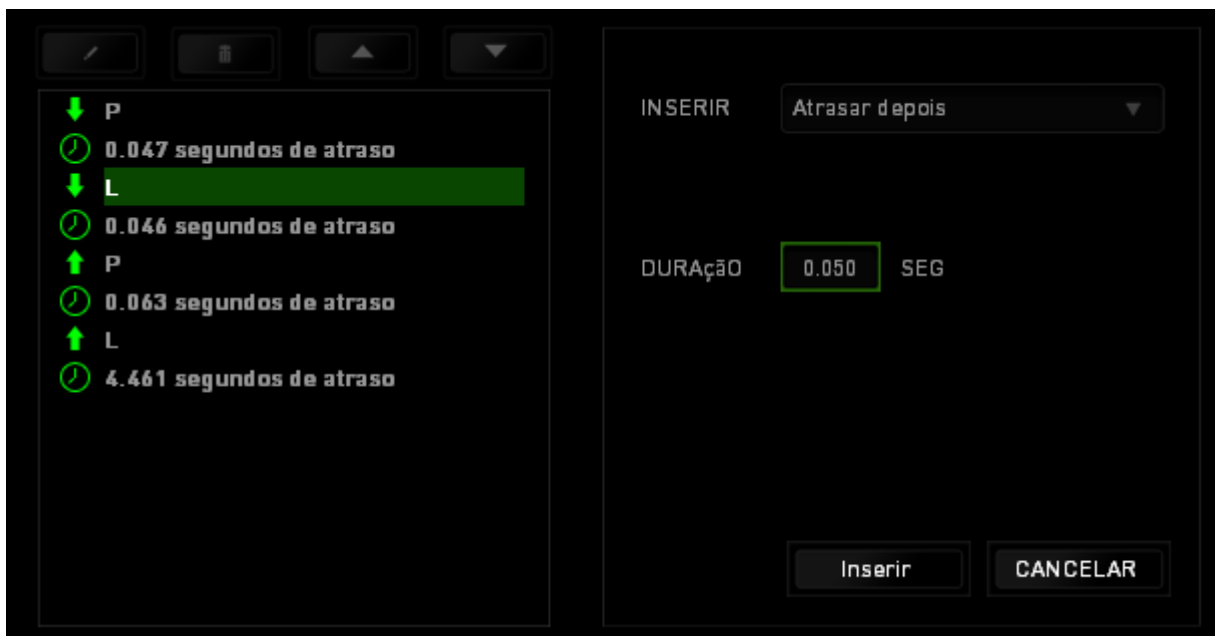 P
0.047 segundos de atraso
L
0.046 segundos de atraso
P
0.063 segundos de atraso
L
4.461 segundos de atraso
INSERIR Atrasar depois
DURAçãO 0.050 SEG
Inserir CANCELAR